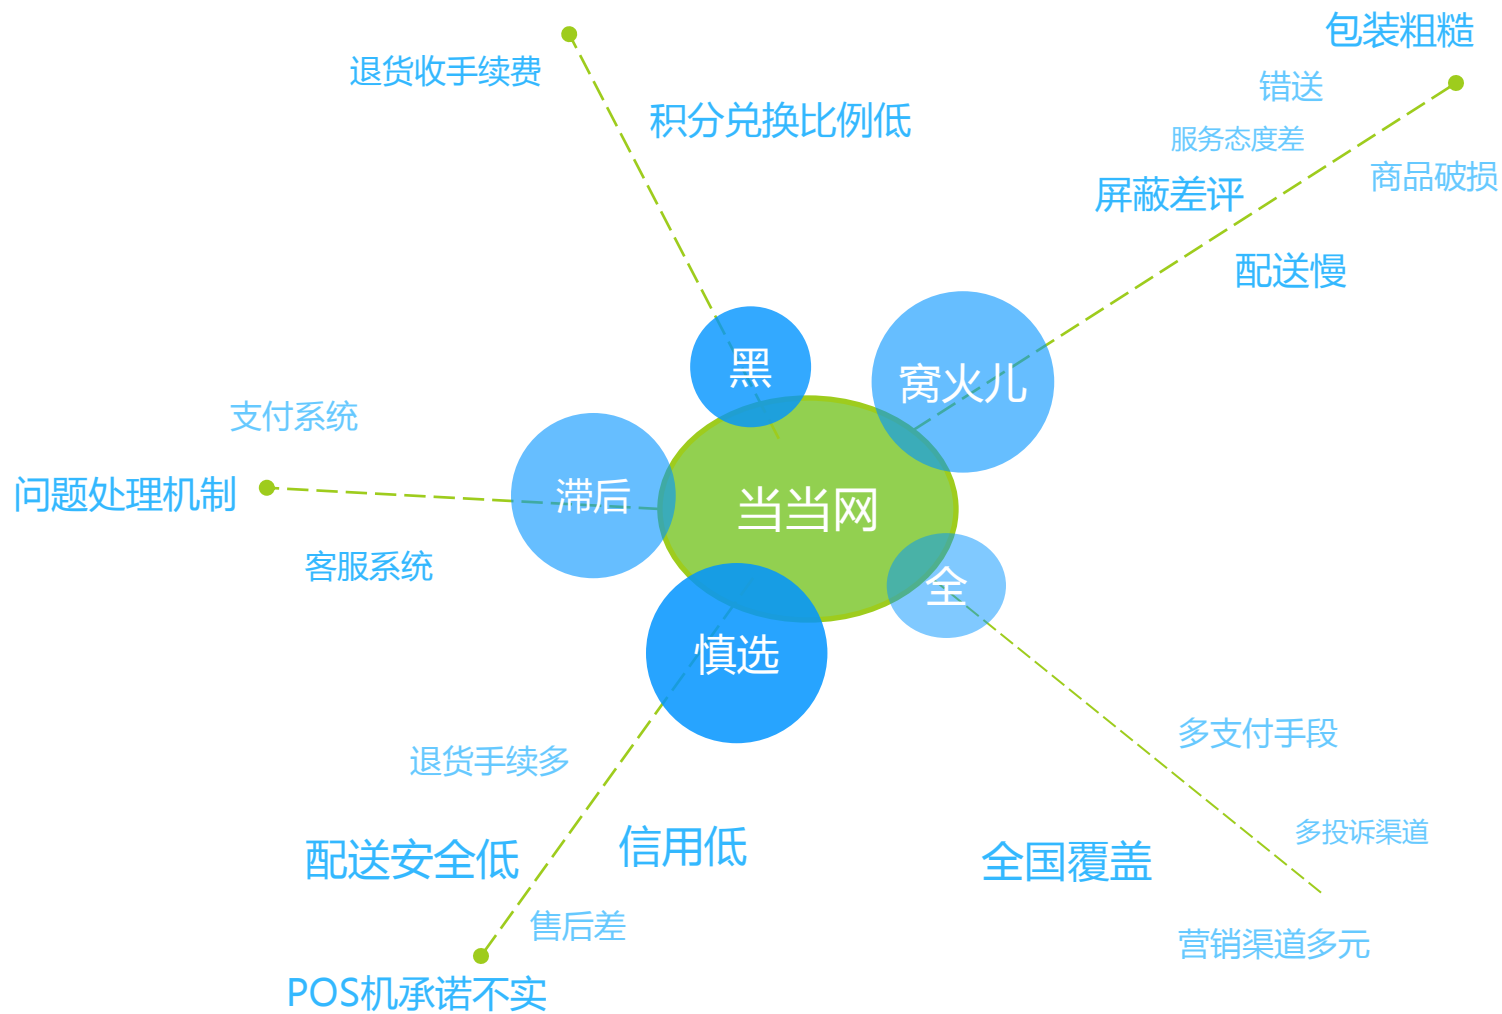 包装粗糙
退货收手续费
错送
积分兑换比例低
服务态度差
商品破损
屏蔽差评
配送慢
黑
窝火儿
支付系统
问题处理机制
滞后
当当网
客服系统
全
慎选
多支付手段
退货手续多
多投诉渠道
信用低
配送安全低
全国覆盖
售后差
营销渠道多元
POS机承诺不实